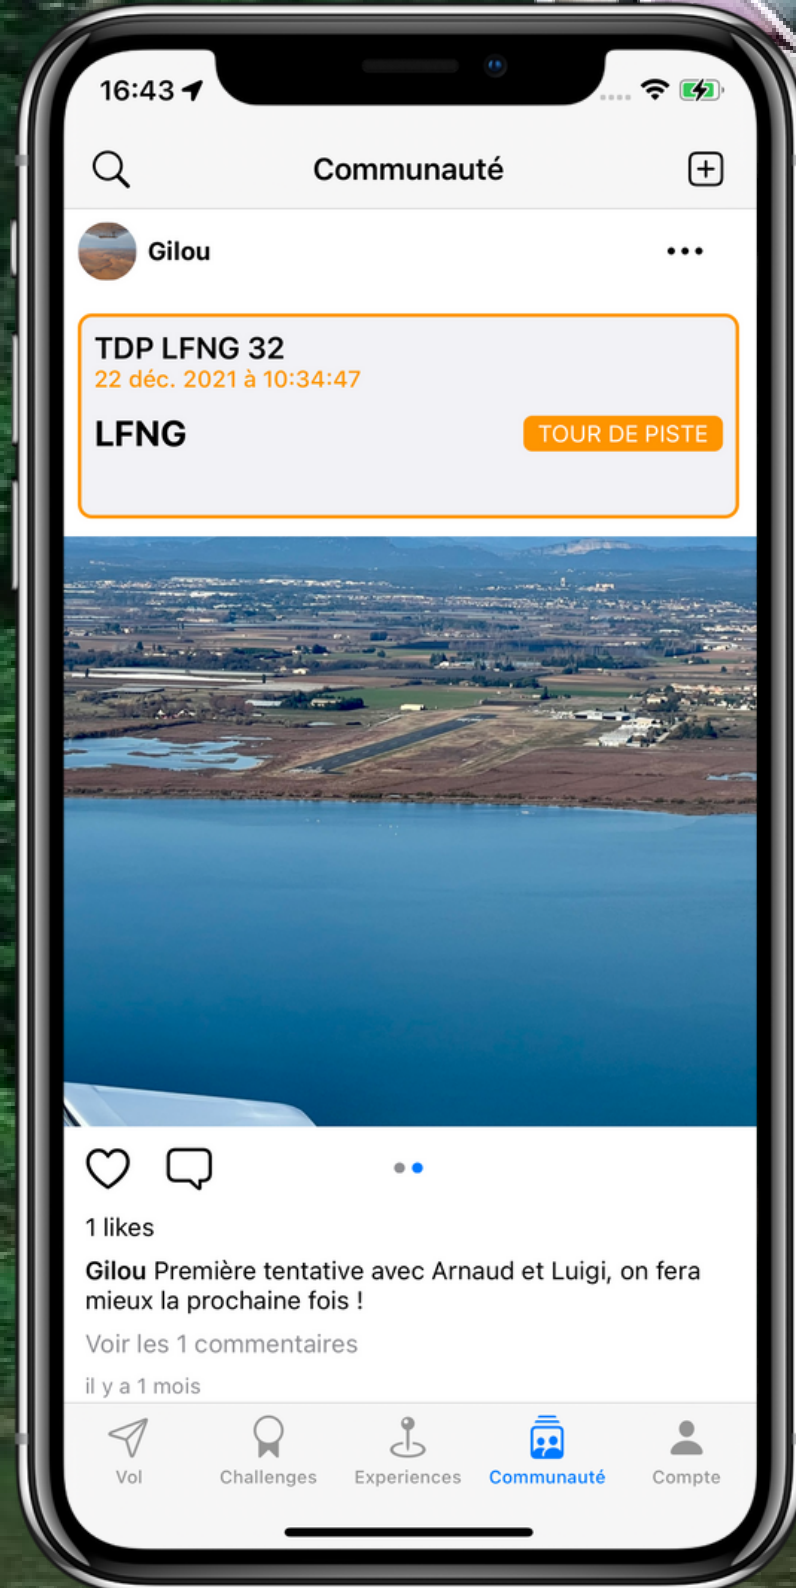 16:43
Communauté
Gilou
TDP LFNG 32
22 déc. 2021 à 10:34:47
LFNG
TOUR DE PISTE
1 likes
Gilou Première tentative avec Arnaud et Luigi, on fera
mieux la prochaine fois !
Voir les 1 commentaires
il y a 1 mois
Vol
Challenges
Experiences
Communauté
Compte